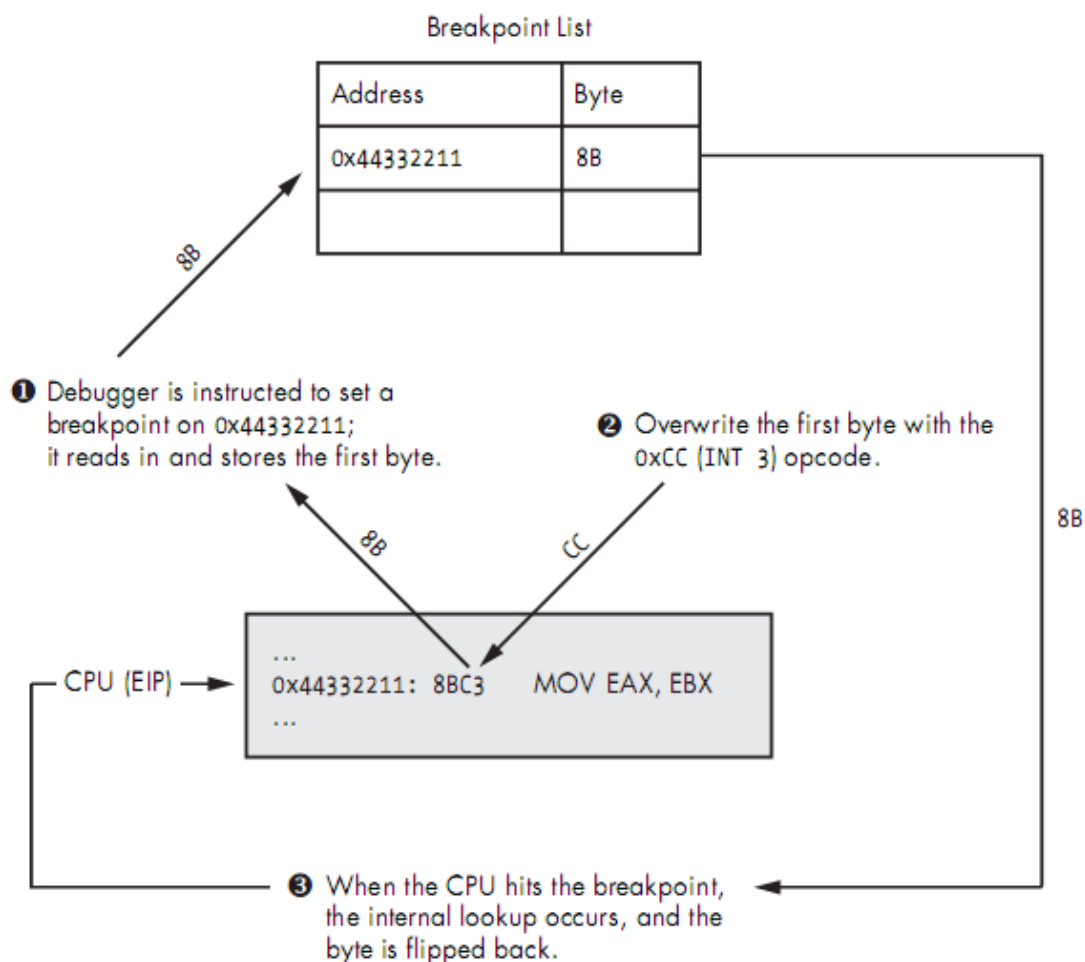 Breakpoint List
Address Byte
0x44332211 8B
8B
❶ Debugger is instructed to set a
breakpoint on 0x44332211;
it reads in and stores the first byte.
❷ Overwrite the first byte with the
0xCC (INT 3) opcode.
8B
8B
CC
...
CPU (EIP)
0x44332211: 8BC3 MOV EAX, EBX
...
❸ When the CPU hits the breakpoint,
the internal lookup occurs, and the
byte is flipped back.